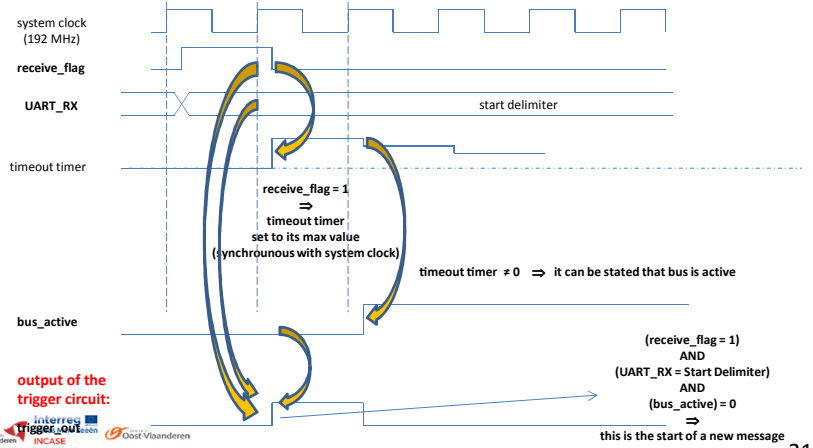 system clock
(192 MHz)
receive_flag
UART_RX
start delimiter
timeout timer
receive_flag = 1
⇒
timeout timer
set to its max value
(synchrounous with system clock)
timeout timer ≠ 0 ⇒ it can be stated that bus is active
bus_active
(receive_flag = 1)
AND
(UART_RX = Start Delimiter)
AND
(bus_active) = 0
⇒
this is the start of a new message
output of the
trigger circuit:
trigger_out
Interreg
INCASE
Oost-Vlaanderen